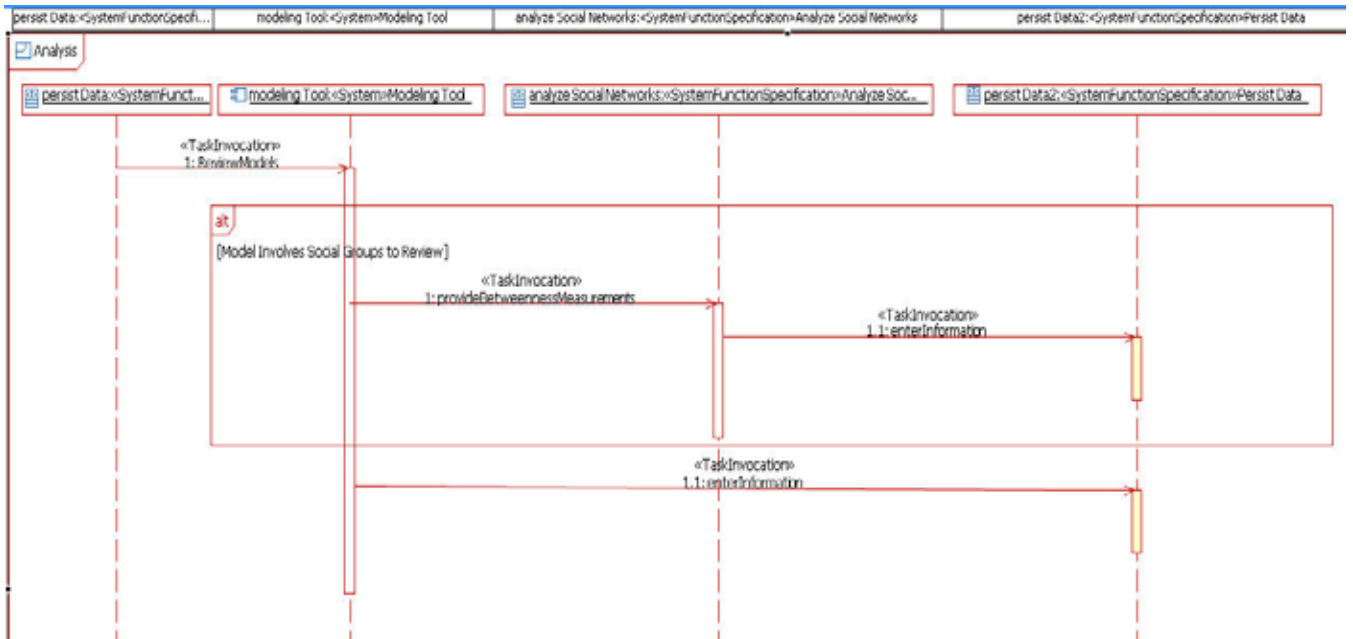 persist Data:<SystemFunctionSpecifi...
modeling Tool:<System>Modeling Tool
analyze Social Networks:<SystemFunctionSpecification>Analyze Social Networks
persist Data2:<SystemFunctionSpecification>Persist Data
Analysis
persist Data:«SystemFunct...
modeling Tool:«System»Modeling Tool
analyze Social Networks:«SystemFunctionSpecification»Analyze Soc...
persist Data2:«SystemFunctionSpecification»Persist Data
«TaskInvocation»
1: ReviewModels
alt
[Model Involves Social Groups to Review]
«TaskInvocation»
1: provideBetweennessMeasurements
«TaskInvocation»
1.1: enterInformation
«TaskInvocation»
1.1: enterInformation